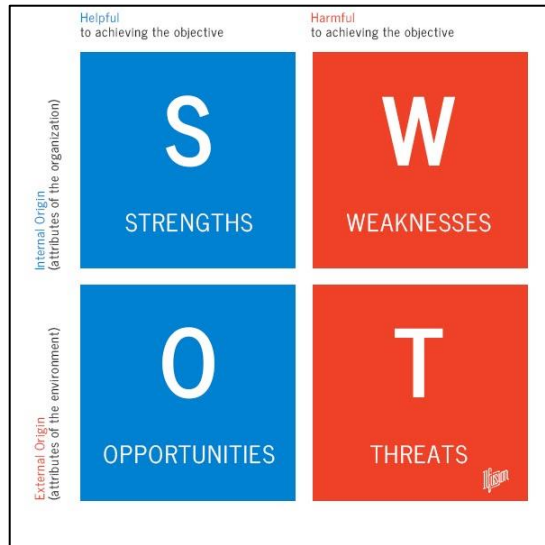 Helpful
to achieving the objective
Harmful
to achieving the objective
Internal Origin
(attributes of the organization)
S
STRENGTHS
W
WEAKNESSES
External Origin
(attributes of the environment)
O
OPPORTUNITIES
T
THREATS